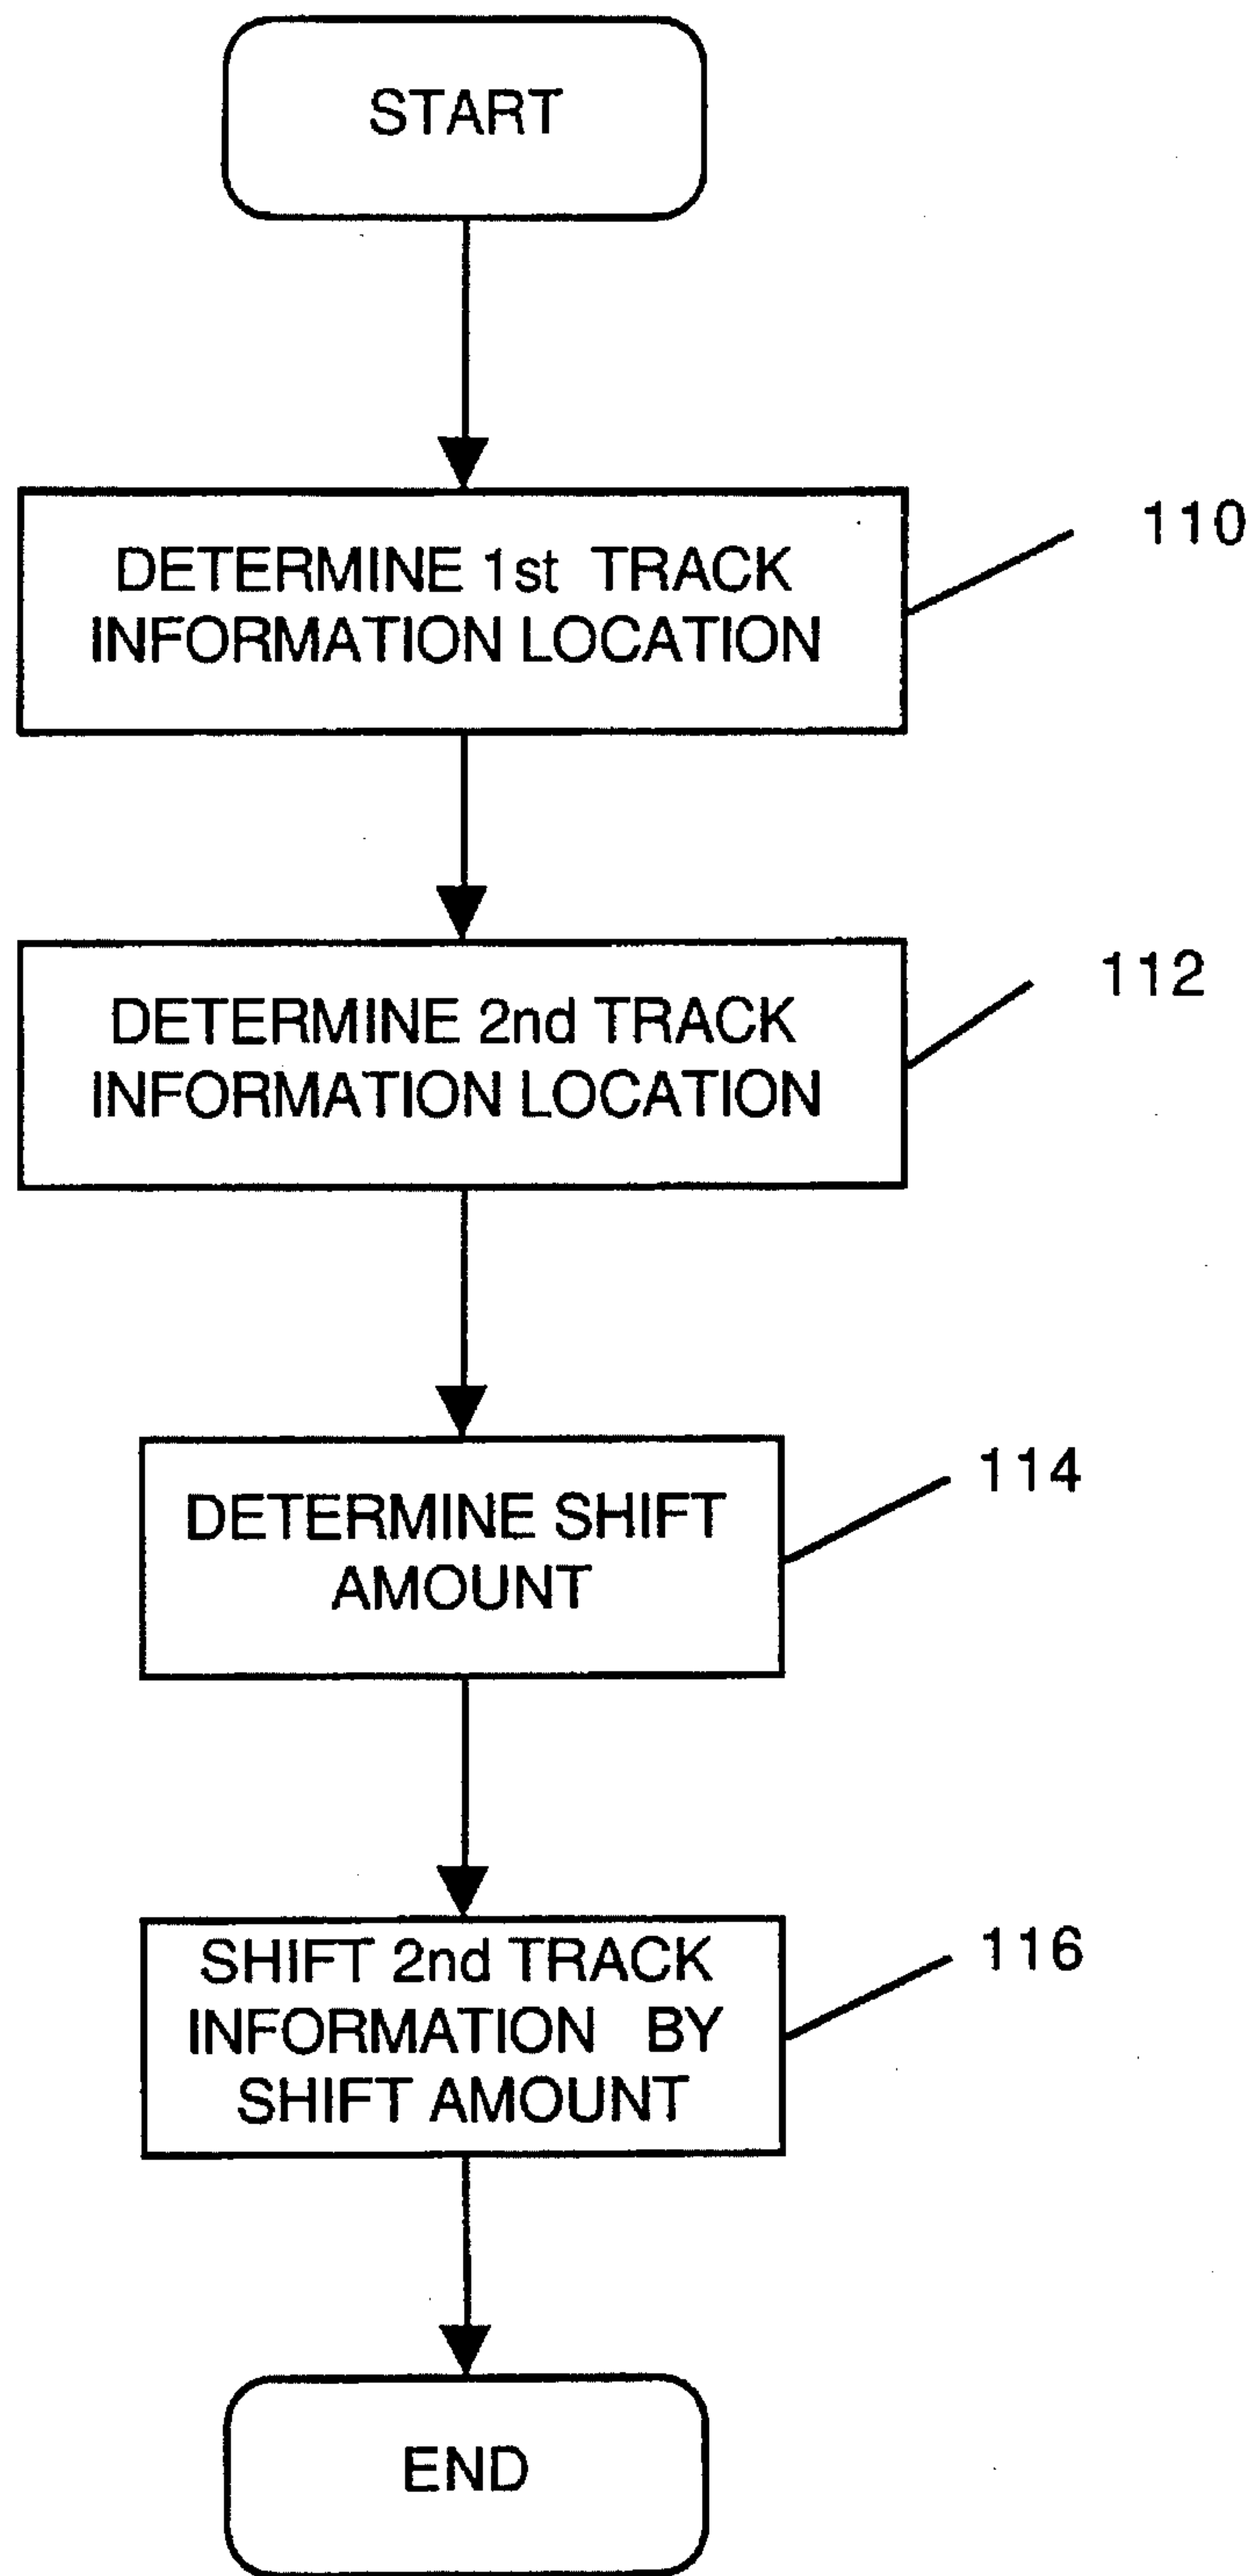 START
DETERMINE 1st TRACK
INFORMATION LOCATION
110
DETERMINE 2nd TRACK
INFORMATION LOCATION
112
DETERMINE SHIFT
AMOUNT
114
SHIFT 2nd TRACK
INFORMATION BY
SHIFT AMOUNT
116
END